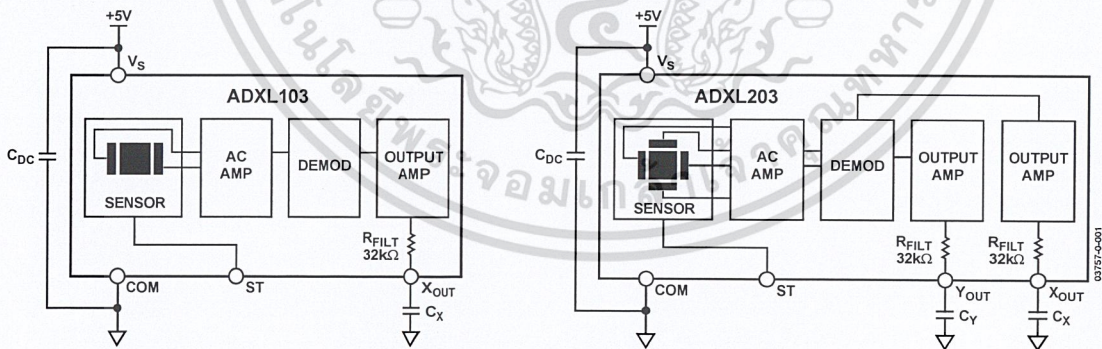 +5V
VS
ADXL103
CDC
SENSOR
AC
AMP
DEMOD
OUTPUT
AMP
RFILT
32kΩ
COM
ST
XOUT
CX
+5V
VS
ADXL203
CDC
SENSOR
AC
AMP
DEMOD
OUTPUT
AMP
OUTPUT
AMP
RFILT
32kΩ
RFILT
32kΩ
COM
ST
YOUT
XOUT
CY
CX
03757-0-001